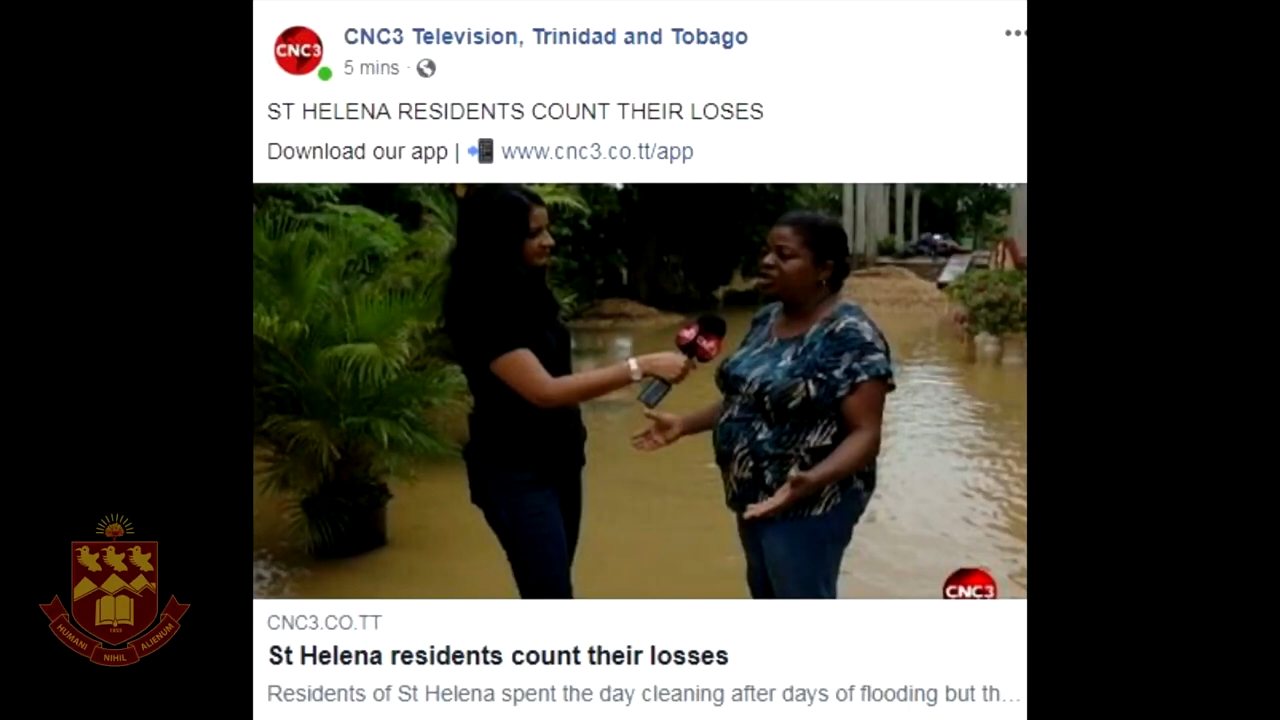 CNC3
CNC3 Television, Trinidad and Tobago
5 mins ·
ST HELENA RESIDENTS COUNT THEIR LOSES
Download our app | www.cnc3.co.tt/app
CNC3
CNC3.CO.TT
St Helena residents count their losses
Residents of St Helena spent the day cleaning after days of flooding but th...
1953
HUMANI NIHIL ALIENUM